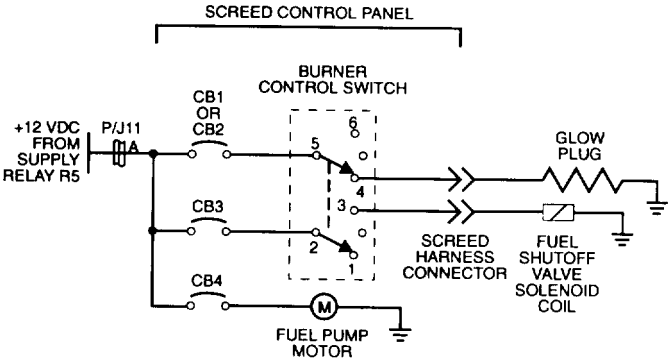 SCREED CONTROL PANEL
BURNER
CONTROL SWITCH
CB1
OR
CB2
+12 VDC
FROM
SUPPLY
RELAY R5
P/J11
A
6
5
4
GLOW
PLUG
CB3
3
2
1
SCREED
HARNESS
CONNECTOR
FUEL
SHUTOFF
VALVE
SOLENOID
COIL
CB4
M
FUEL PUMP
MOTOR